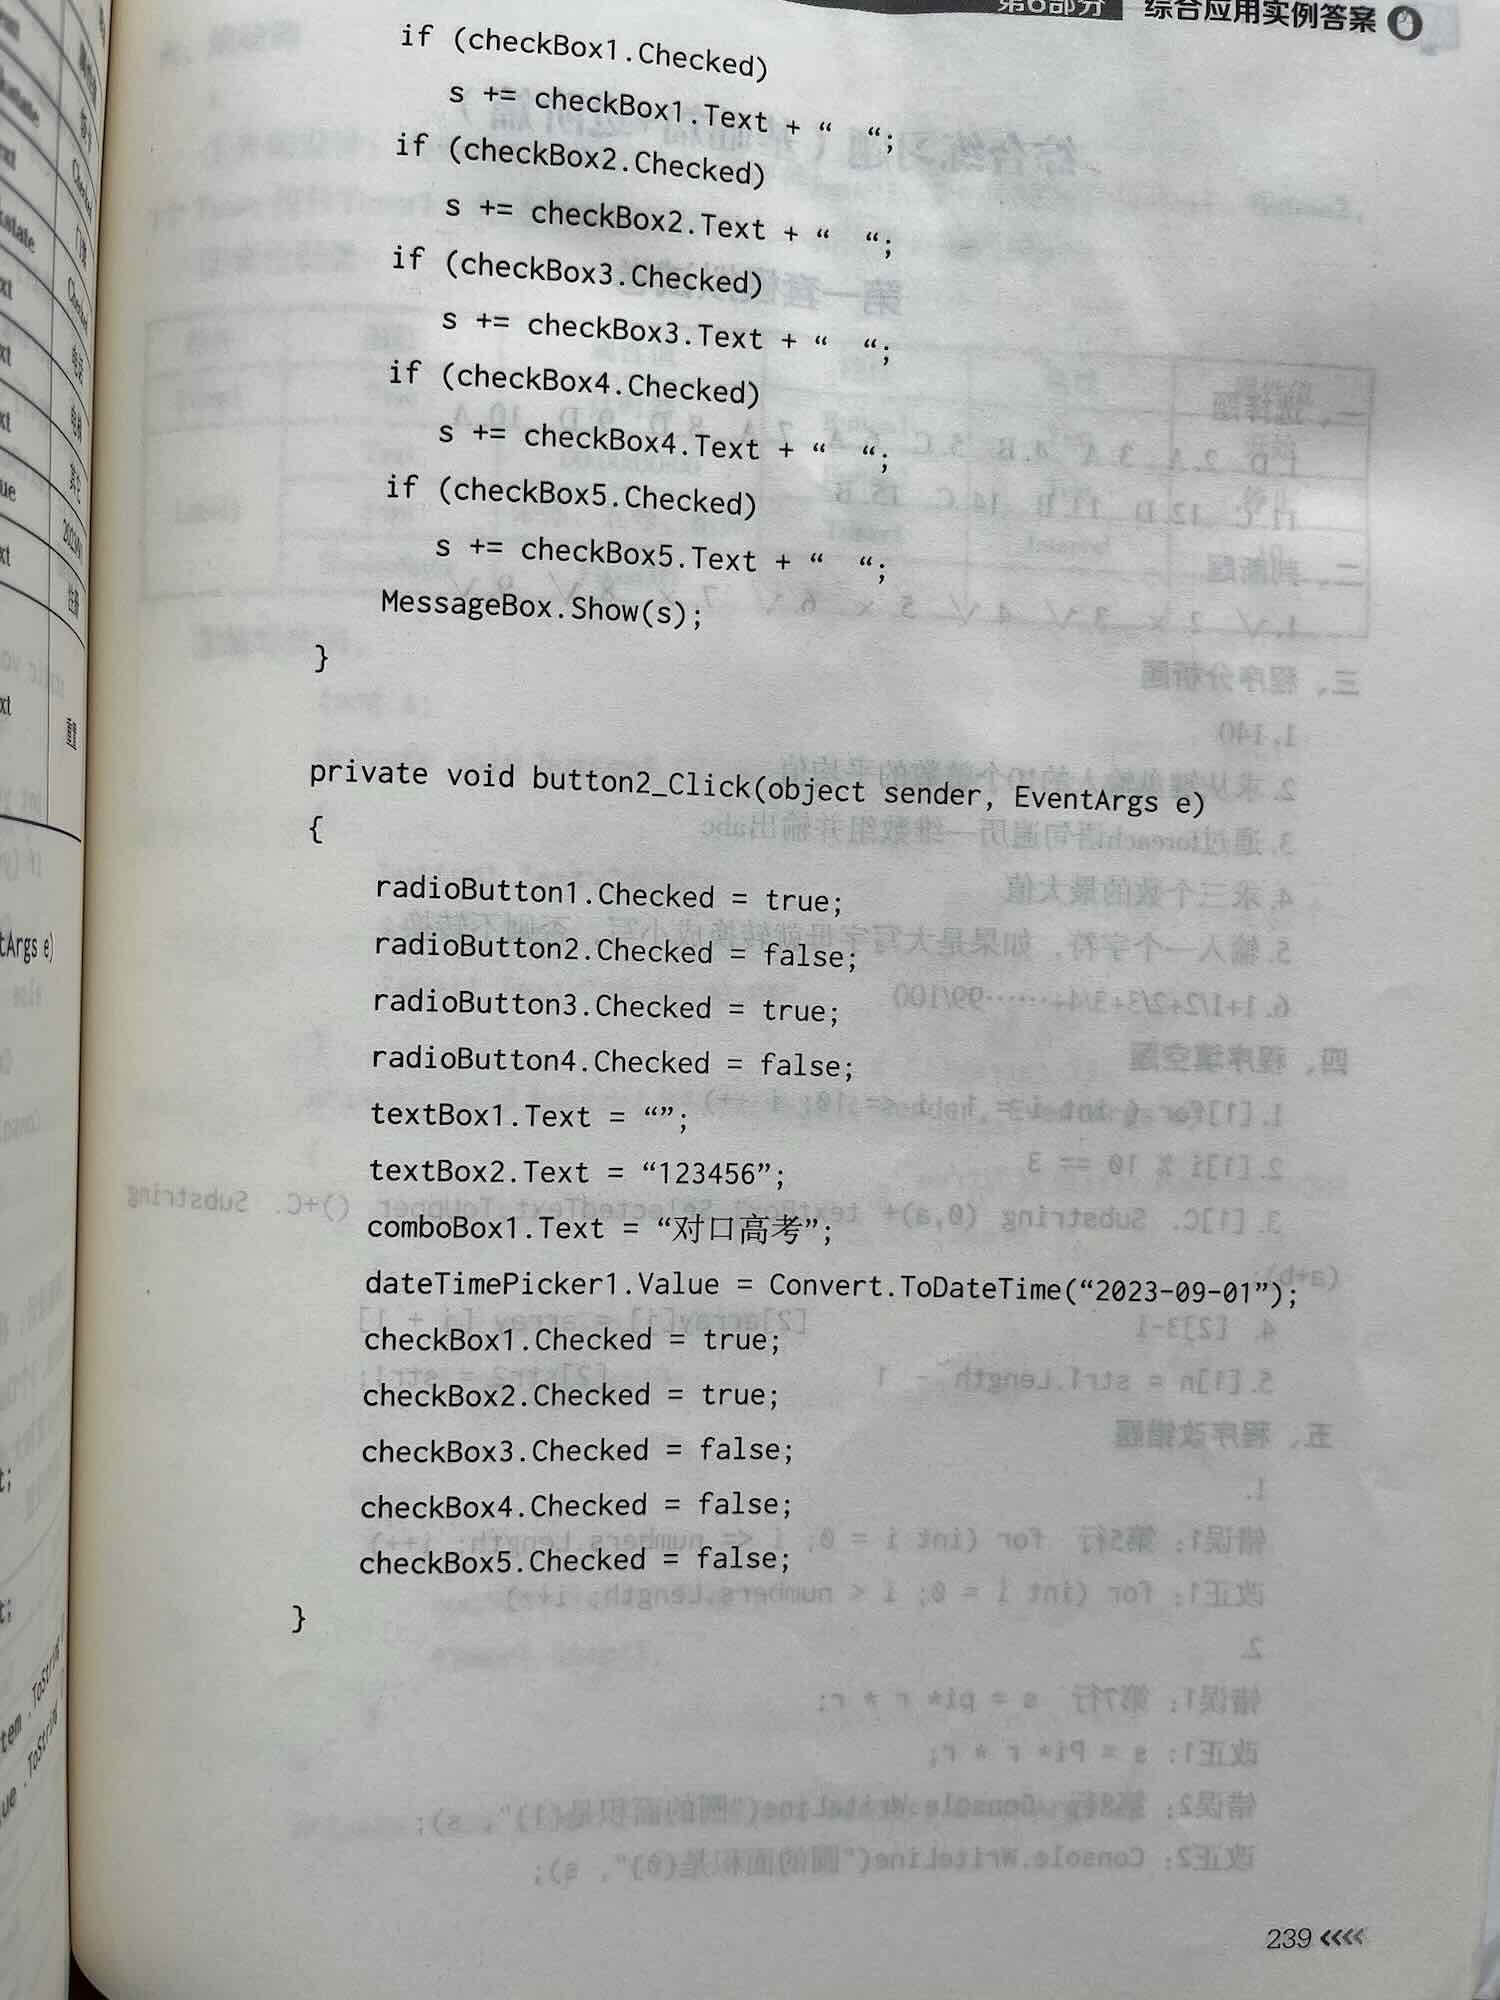 第6部分 综合应用实例答案
if (checkBox1.Checked)
s += checkBox1.Text + “  “;
if (checkBox2.Checked)
s += checkBox2.Text + “  “;
if (checkBox3.Checked)
s += checkBox3.Text + “  “;
if (checkBox4.Checked)
s += checkBox4.Text + “  “;
if (checkBox5.Checked)
s += checkBox5.Text + “  “;
MessageBox.Show(s);
}
private void button2_Click(object sender, EventArgs e)
{
radioButton1.Checked = true;
radioButton2.Checked = false;
radioButton3.Checked = true;
radioButton4.Checked = false;
textBox1.Text = “”;
textBox2.Text = “123456”;
comboBox1.Text = “对口高考”;
dateTimePicker1.Value = Convert.ToDateTime(“2023-09-01”);
checkBox1.Checked = true;
checkBox2.Checked = true;
checkBox3.Checked = false;
checkBox4.Checked = false;
checkBox5.Checked = false;
}
239 <<<<